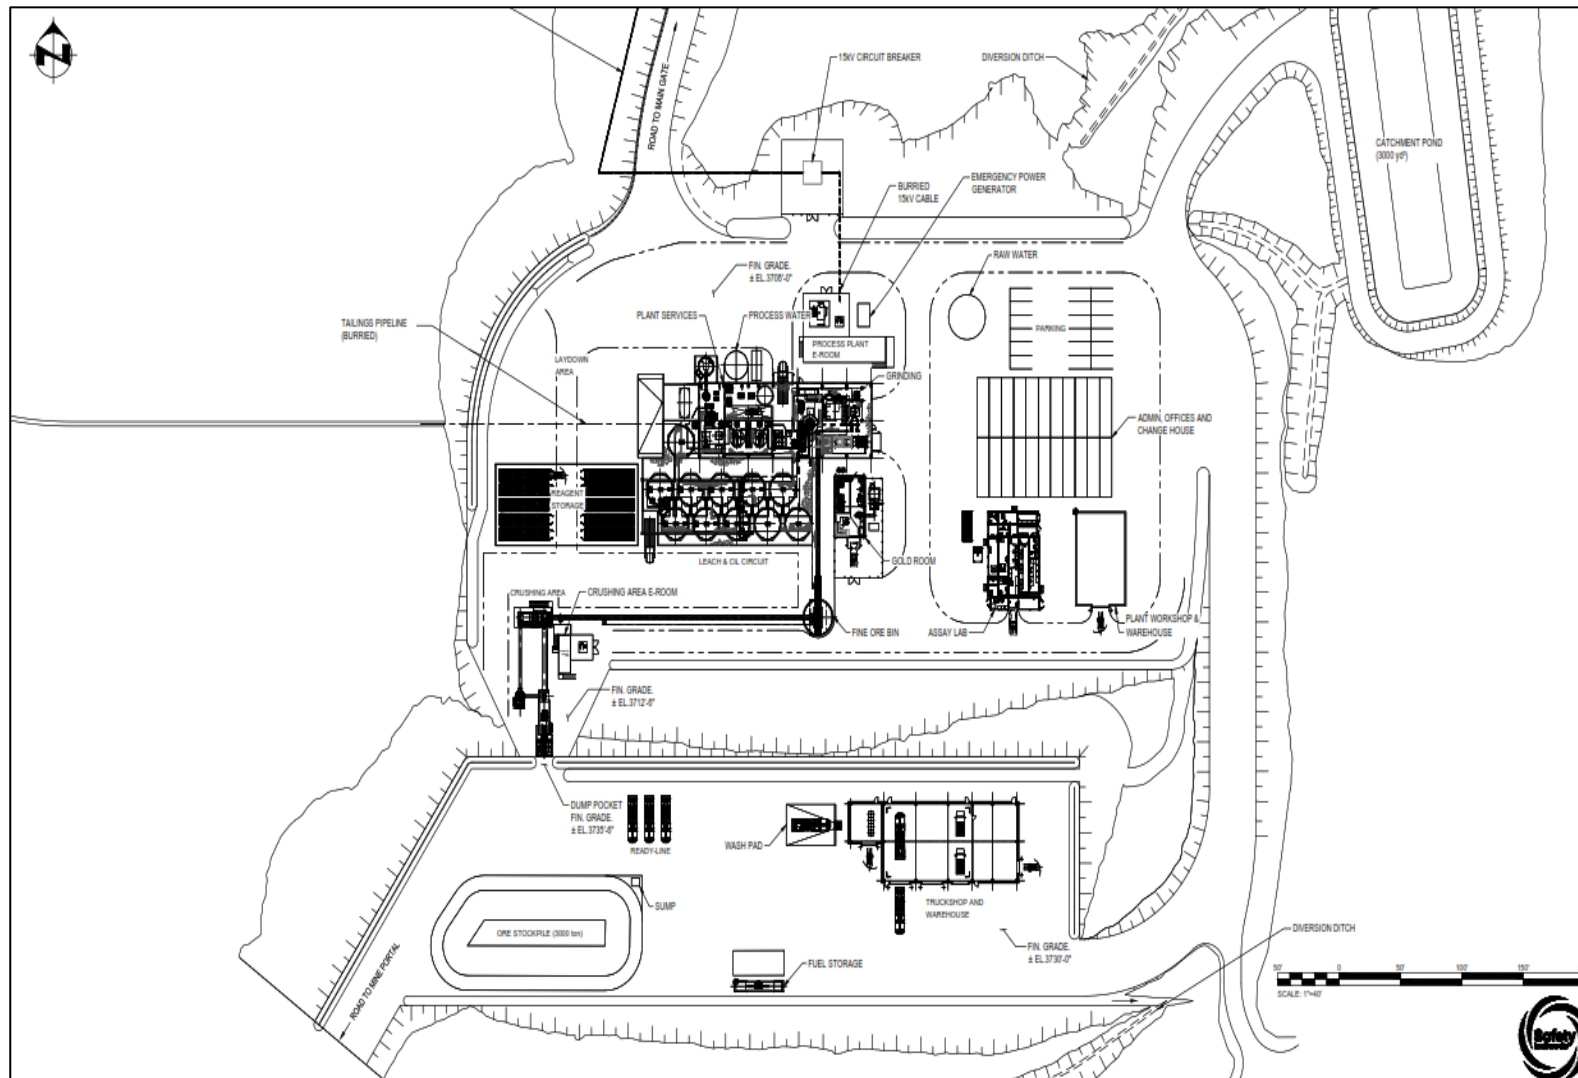 N
ROAD TO MAIN GATE
15kV CIRCUIT BREAKER
DIVERSION DITCH
CATCHMENT POND
(3000 yd³)
BURRIED
15kV CABLE
EMERGENCY POWER
GENERATOR
RAW WATER
FIN. GRADE.
± EL.3706'-0"
TAILINGS PIPELINE
(BURRIED)
PLANT SERVICES
PROCESS WATER
PARKING
PROCESS PLANT
E-ROOM
LAYDOWN
AREA
GRINDING
ADMIN. OFFICES AND
CHANGE HOUSE
REAGENT
STORAGE
LEACH & CIL CIRCUIT
GOLD ROOM
CRUSHING AREA
CRUSHING AREA E-ROOM
FINE ORE BIN
ASSAY LAB
PLANT WORKSHOP &
WAREHOUSE
FIN. GRADE.
± EL.3712'-6"
DUMP POCKET
FIN. GRADE.
± EL.3735'-6"
READY-LINE
WASH PAD
TRUCKSHOP AND
WAREHOUSE
SUMP
ORE STOCKPILE (3000 ton)
FUEL STORAGE
FIN. GRADE.
± EL.3730'-0"
DIVERSION DITCH
ROAD TO MINE PORTAL
50' 0 50' 100' 150'
SCALE: 1"=40'
Safety